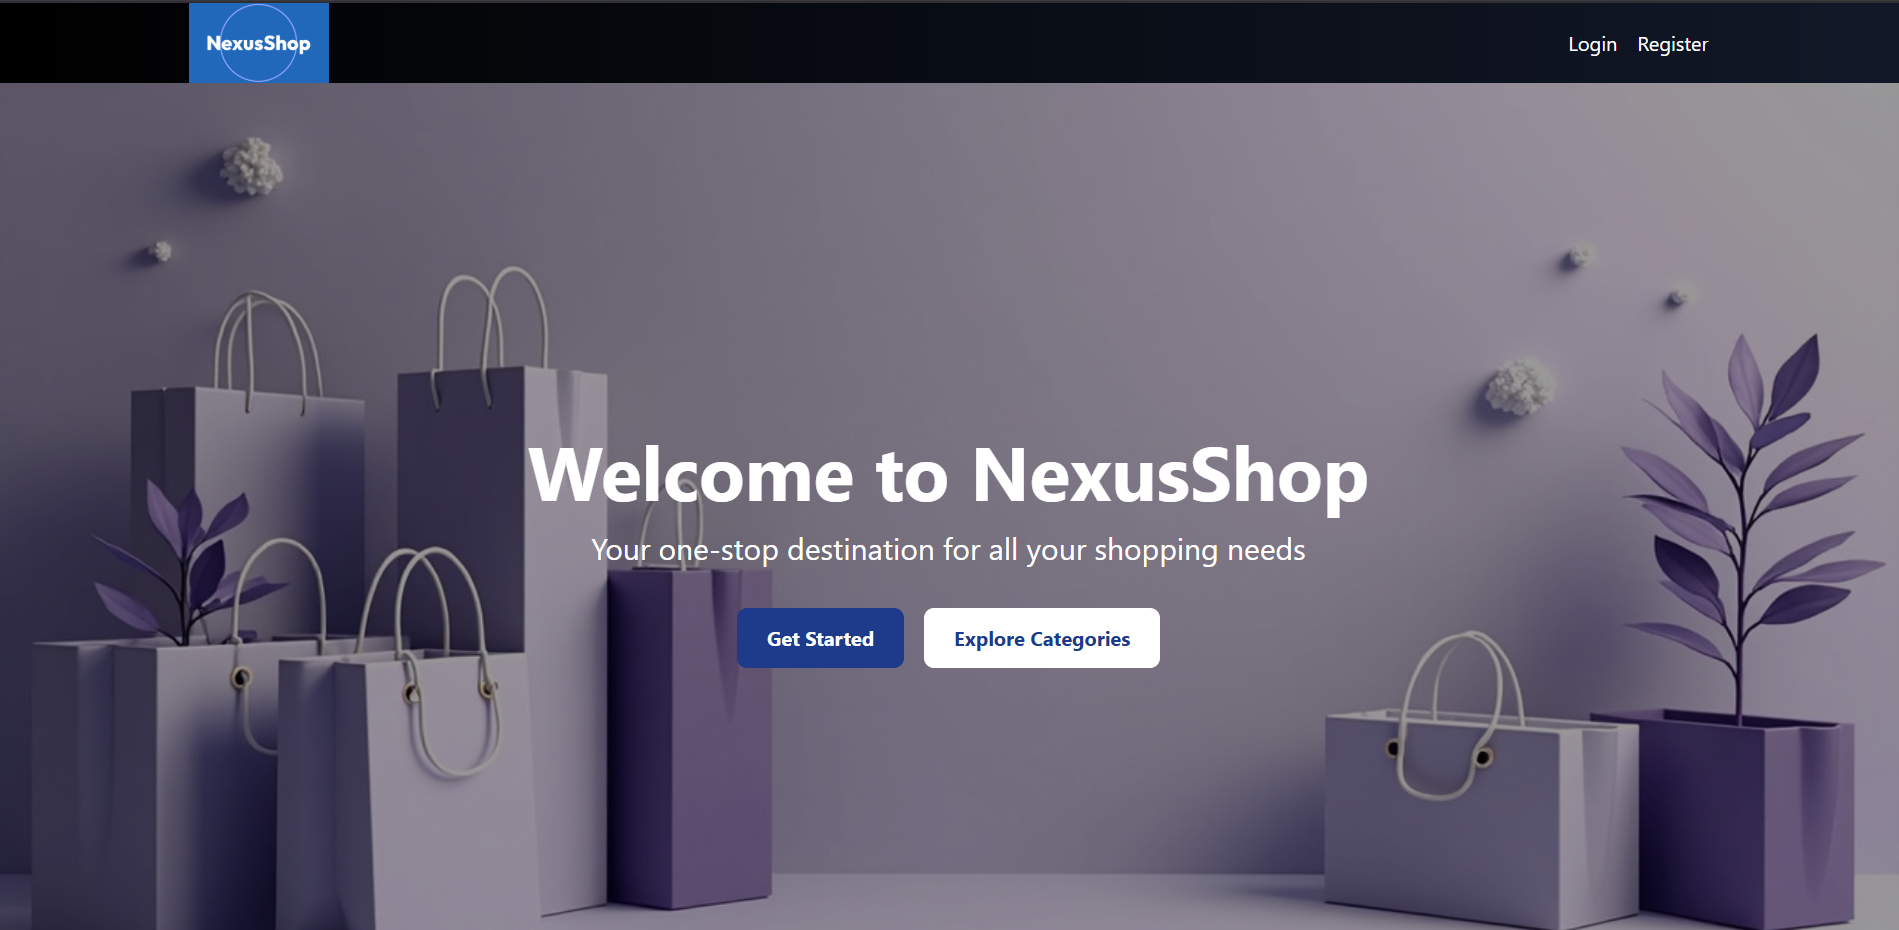 NexusShop
Login Register
Welcome to NexusShop
Your one-stop destination for all your shopping needs
Get Started Explore Categories